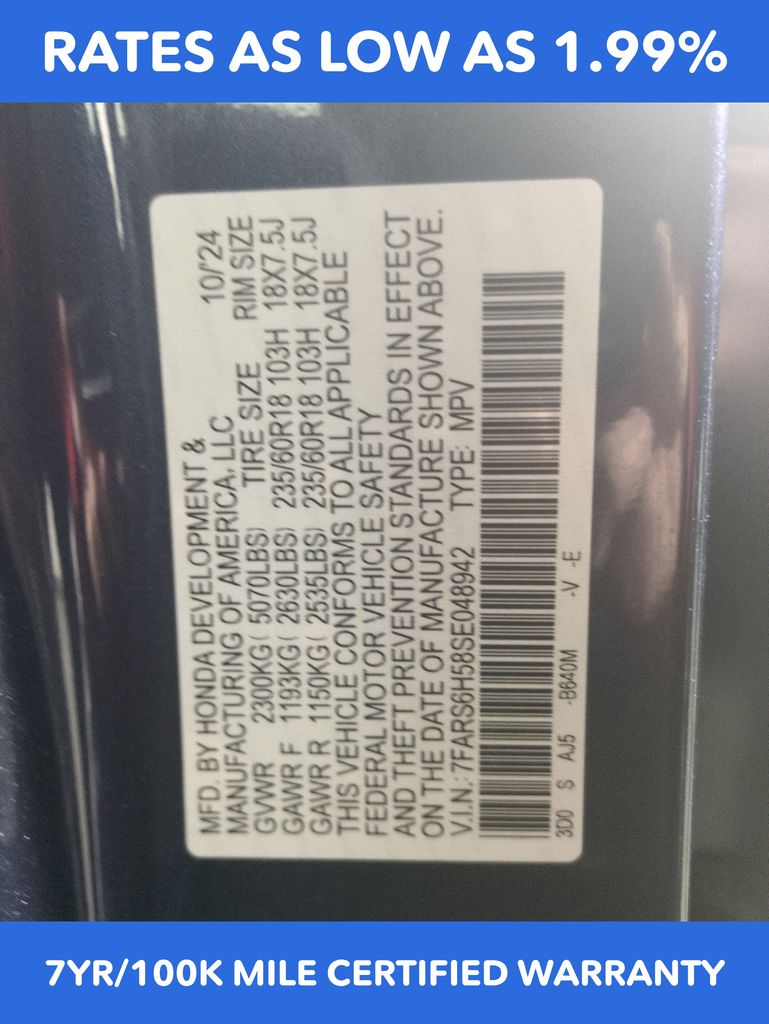 RATES AS LOW AS 1.99%
MFD. BY HONDA DEVELOPMENT & 10/'24
MANUFACTURING OF AMERICA, LLC
GVWR 2300KG( 5070LBS) TIRE SIZE RIM SIZE
GAWR F 1193KG( 2630LBS) 235/60R18 103H 18X7.5J
GAWR R 1150KG( 2535LBS) 235/60R18 103H 18X7.5J
THIS VEHICLE CONFORMS TO ALL APPLICABLE
FEDERAL MOTOR VEHICLE SAFETY
AND THEFT PREVENTION STANDARDS IN EFFECT
ON THE DATE OF MANUFACTURE SHOWN ABOVE.
V.I.N.: 7FARS6H58SE048942 TYPE: MPV
3D0 S AJ5 -B640M -V -E
7YR/100K MILE CERTIFIED WARRANTY